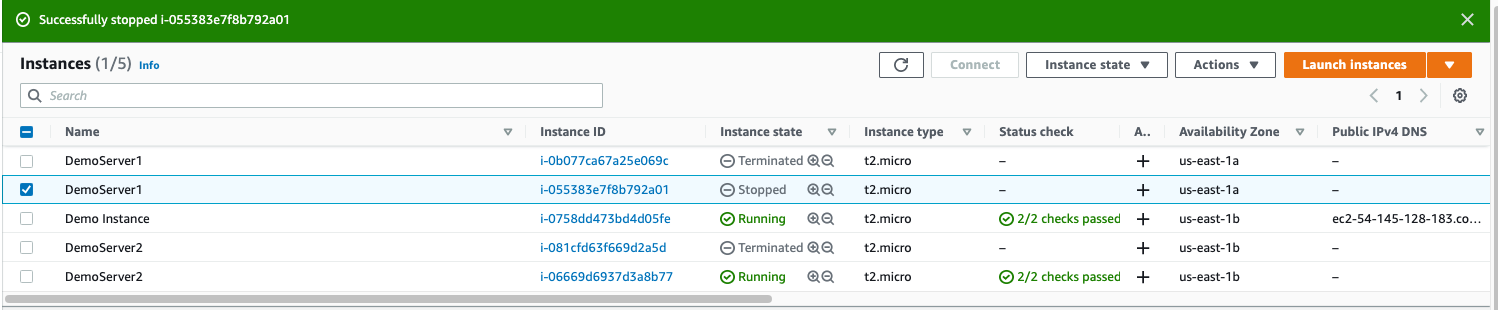 Successfully stopped i-055383e7f8b792a01
Instances (1/5) Info Connect Instance state Actions Launch instances
Search 1
Name Instance ID Instance state Instance type Status check A.. Availability Zone Public IPv4 DNS
DemoServer1 i-0b077ca67a25e069c Terminated t2.micro – us-east-1a –
DemoServer1 i-055383e7f8b792a01 Stopped t2.micro – us-east-1a –
Demo Instance i-0758dd473bd4d05fe Running t2.micro 2/2 checks passed us-east-1b ec2-54-145-128-183.co...
DemoServer2 i-081cfd63f669d2a5d Terminated t2.micro – us-east-1b –
DemoServer2 i-06669d6937d3a8b77 Running t2.micro 2/2 checks passed us-east-1b –